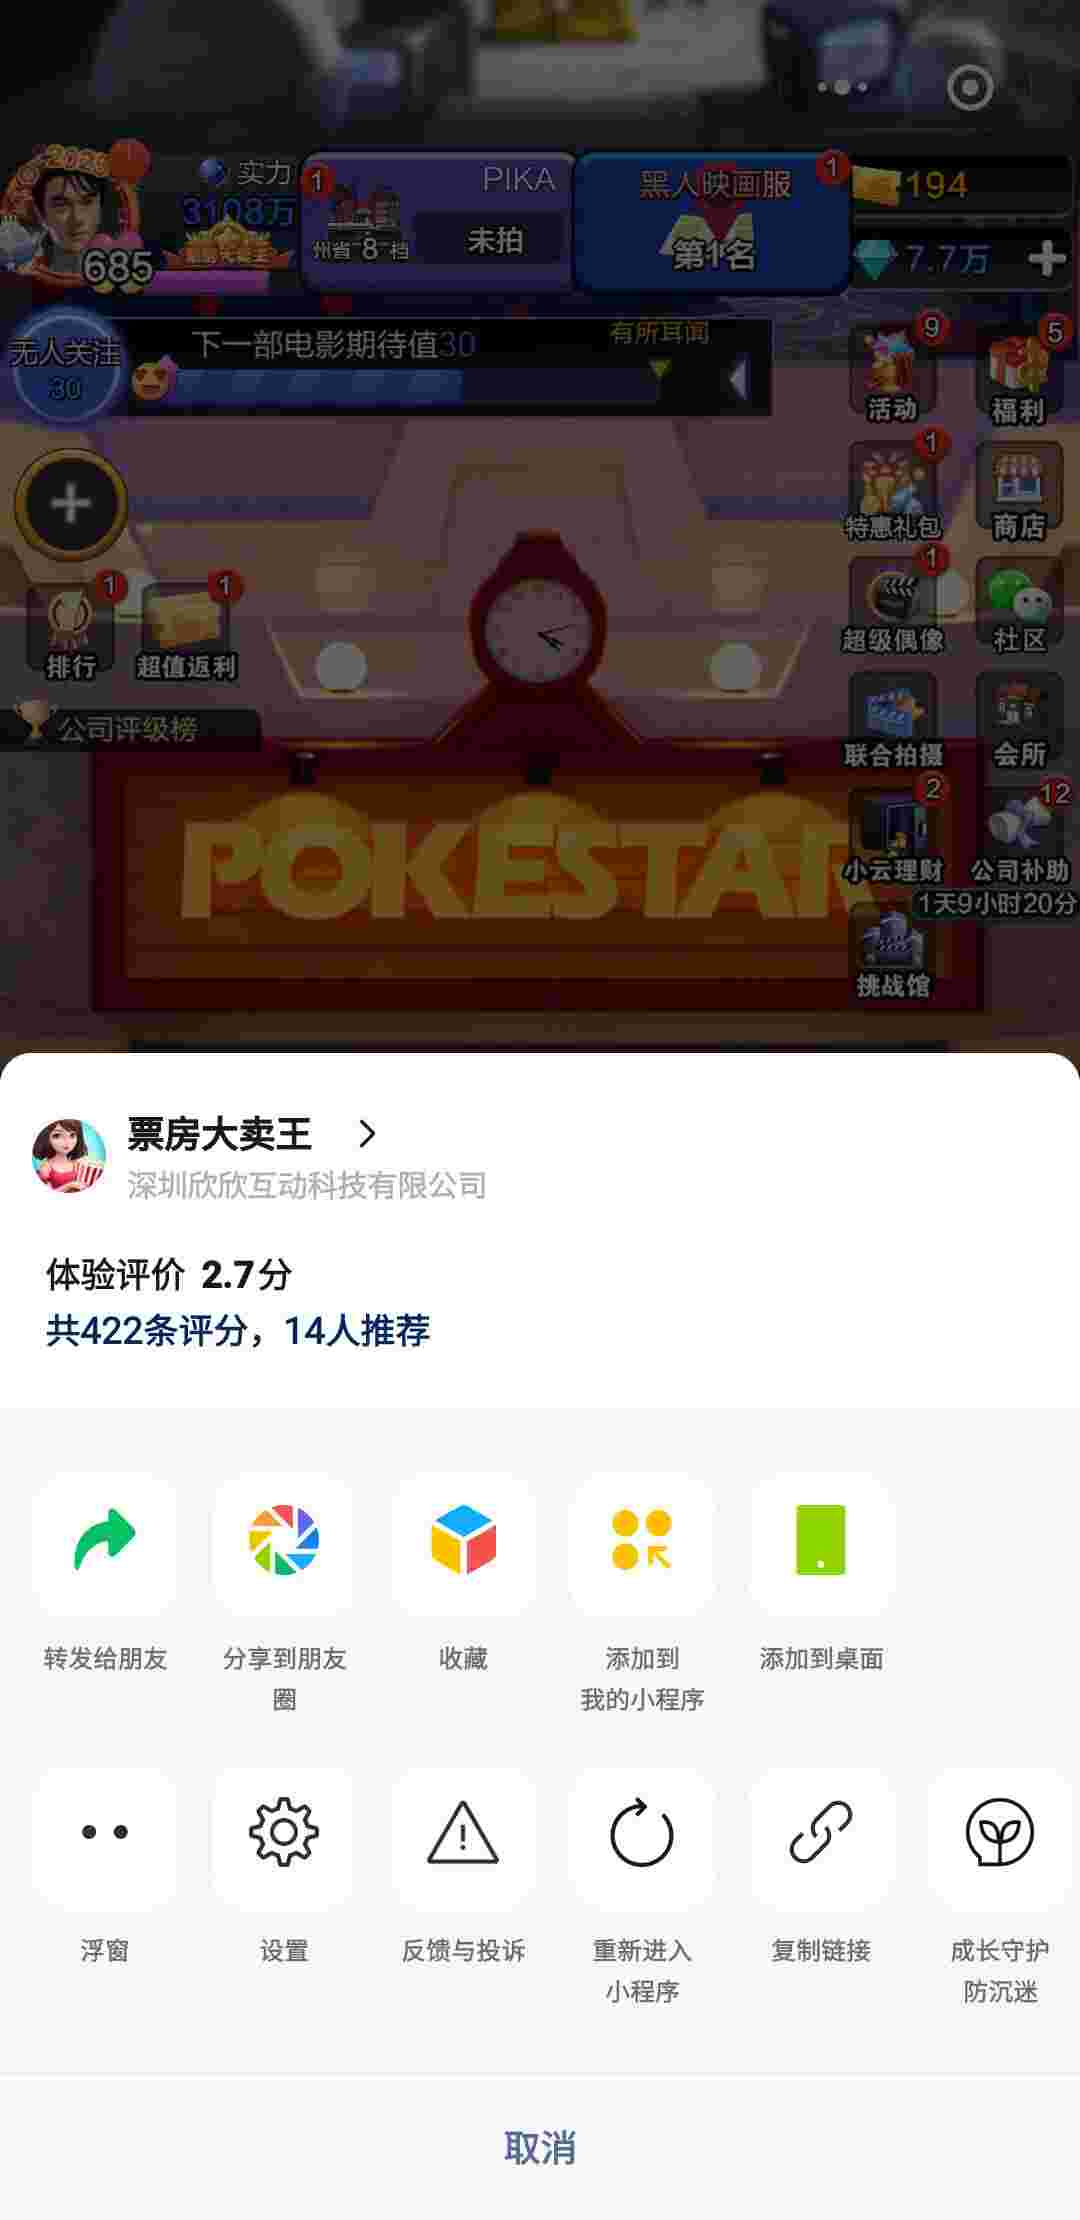 2026
实力
3108万
685
1
PIKA
州省 8 档
未拍
黑人映画服
第1名
1
194
7.7万
无人关注
30
下一部电影期待值30
有所耳闻
9
活动
5
福利
1
特惠礼包
商店
1
排行
1
超值返利
1
超级偶像
社区
公司评级榜
联合拍摄
会所
POKESTAR
2
小云理财
12
公司补助
1天9小时20分
挑战馆
票房大卖王
深圳欣欣互动科技有限公司
体验评价 2.7分
共422条评分，14人推荐
转发给朋友
分享到朋友
圈
收藏
添加到
我的小程序
添加到桌面
浮窗
设置
反馈与投诉
重新进入
小程序
复制链接
成长守护
防沉迷
取消